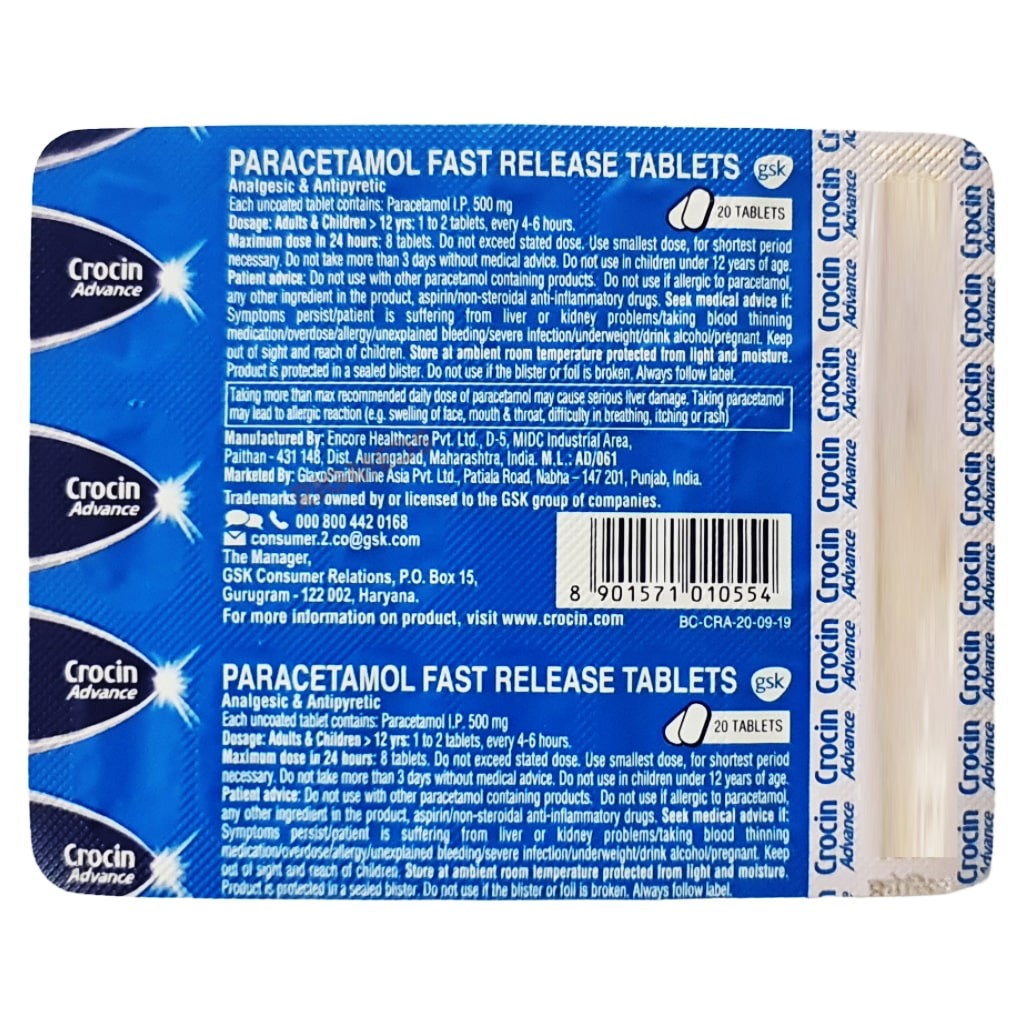 PARACETAMOL FAST RELEASE TABLETS gsk
Analgesic & Antipyretic
Each uncoated tablet contains: Paracetamol I.P. 500 mg
20 TABLETS
Dosage: Adults & Children > 12 yrs: 1 to 2 tablets, every 4-6 hours.
Maximum dose in 24 hours: 8 tablets. Do not exceed stated dose. Use smallest dose, for shortest period
necessary. Do not take more than 3 days without medical advice. Do not use in children under 12 years of age.
Patient advice: Do not use with other paracetamol containing products. Do not use if allergic to paracetamol,
any other ingredient in the product, aspirin/non-steroidal anti-inflammatory drugs. Seek medical advice if:
Symptoms persist/patient is suffering from liver or kidney problems/taking blood thinning
medication/overdose/allergy/unexplained bleeding/severe infection/underweight/drink alcohol/pregnant. Keep
out of sight and reach of children. Store at ambient room temperature protected from light and moisture.
Product is protected in a sealed blister. Do not use if the blister or foil is broken. Always follow label.
Taking more than max recommended daily dose of paracetamol may cause serious liver damage. Taking paracetamol
may lead to allergic reaction (e.g. swelling of face, mouth & throat, difficulty in breathing, itching or rash)
Manufactured By: Encore Healthcare Pvt. Ltd., D-5, MIDC Industrial Area,
Paithan - 431 148, Dist. Aurangabad, Maharashtra, India. M.L.: AD/061
Marketed By: GlaxoSmithKline Asia Pvt. Ltd., Patiala Road, Nabha – 147 201, Punjab, India.
Trademarks are owned by or licensed to the GSK group of companies.
000 800 442 0168
consumer.2.co@gsk.com
The Manager,
GSK Consumer Relations, P.O. Box 15,
Gurugram - 122 002, Haryana.
For more information on product, visit www.crocin.com
8 901571 010554
BC-CRA-20-09-19
PARACETAMOL FAST RELEASE TABLETS gsk
Analgesic & Antipyretic
Each uncoated tablet contains: Paracetamol I.P. 500 mg
20 TABLETS
Dosage: Adults & Children > 12 yrs: 1 to 2 tablets, every 4-6 hours.
Maximum dose in 24 hours: 8 tablets. Do not exceed stated dose. Use smallest dose, for shortest period
necessary. Do not take more than 3 days without medical advice. Do not use in children under 12 years of age.
Patient advice: Do not use with other paracetamol containing products. Do not use if allergic to paracetamol,
any other ingredient in the product, aspirin/non-steroidal anti-inflammatory drugs. Seek medical advice if:
Symptoms persist/patient is suffering from liver or kidney problems/taking blood thinning
medication/overdose/allergy/unexplained bleeding/severe infection/underweight/drink alcohol/pregnant. Keep
out of sight and reach of children. Store at ambient room temperature protected from light and moisture.
Product is protected in a sealed blister. Do not use if the blister or foil is broken. Always follow label.
Crocin
Advance
Crocin
Advance
Crocin
Advance
Crocin
Advance
Crocin
Advance
Crocin
Advance
Crocin
Advance
Crocin
Advance
Crocin
Advance
Crocin
Advance
Crocin
Advance
Crocin
Advance
Crocin
Advance
Crocin
Advance
Crocin
Advance
Crocin
Advance
Crocin
Advance
Crocin
Advance
Crocin
Advance
Crocin
Advance